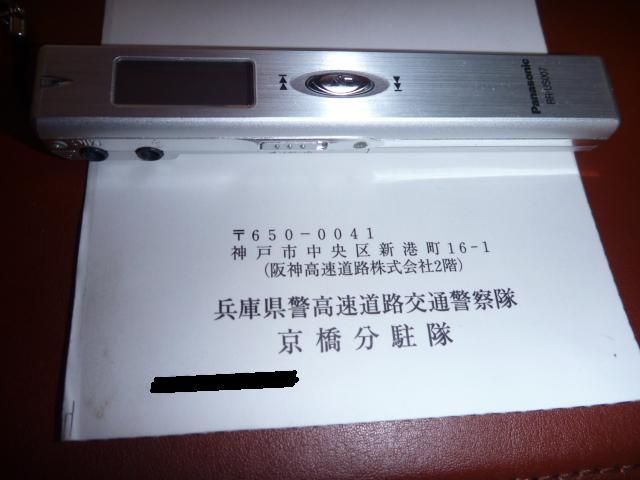 Panasonic
RR-US007
〒650-0041
神戸市中央区新港町16-1
(阪神高速道路株式会社2階)
兵庫県警高速道路交通警察隊
京橋分駐隊